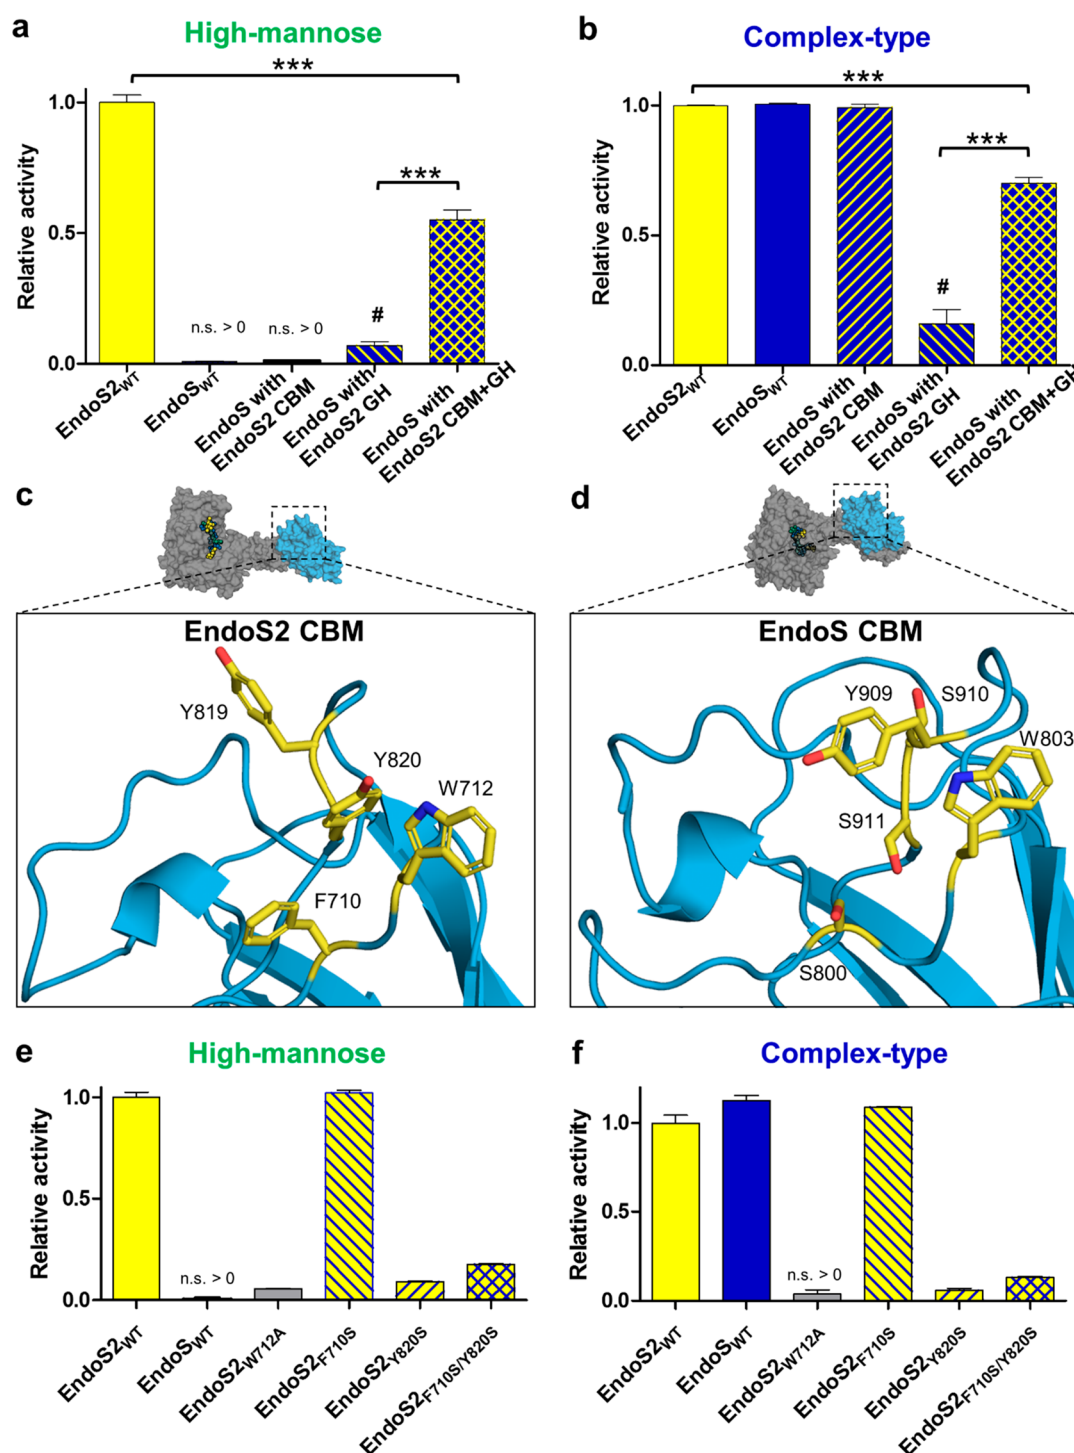 a
High-mannose
***
***
Relative activity
1.0
0.5
0.0
n.s. > 0
n.s. > 0
#
EndoS2WT
EndoSWT
EndoS with
EndoS2 CBM
EndoS with
EndoS2 GH
EndoS with
EndoS2 CBM+GH
b
Complex-type
***
***
Relative activity
1.0
0.5
0.0
#
EndoS2WT
EndoSWT
EndoS with
EndoS2 CBM
EndoS with
EndoS2 GH
EndoS with
EndoS2 CBM+GH
c
EndoS2 CBM
Y819
Y820
W712
F710
d
EndoS CBM
Y909
S910
W803
S911
S800
e
High-mannose
Relative activity
1.0
0.5
0.0
n.s. > 0
EndoS2WT
EndoSWT
EndoS2W712A
EndoS2F710S
EndoS2Y820S
EndoS2F710S/Y820S
f
Complex-type
Relative activity
1.0
0.5
0.0
n.s. > 0
EndoS2WT
EndoSWT
EndoS2W712A
EndoS2F710S
EndoS2Y820S
EndoS2F710S/Y820S